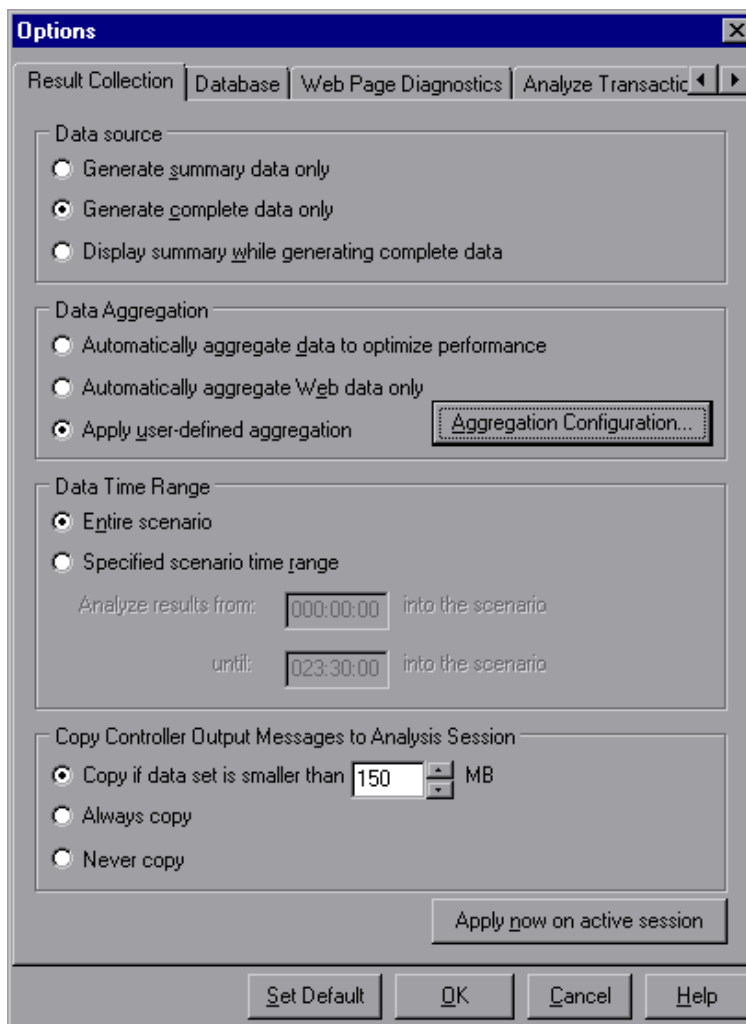 Options
Result Collection Database Web Page Diagnostics Analyze Transactic
Data source
Generate summary data only
Generate complete data only
Display summary while generating complete data
Data Aggregation
Automatically aggregate data to optimize performance
Automatically aggregate Web data only
Apply user-defined aggregation Aggregation Configuration...
Data Time Range
Entire scenario
Specified scenario time range
Analyze results from: 000:00:00 into the scenario
until: 023:30:00 into the scenario
Copy Controller Output Messages to Analysis Session
Copy if data set is smaller than 150 MB
Always copy
Never copy
Apply now on active session
Set Default OK Cancel Help